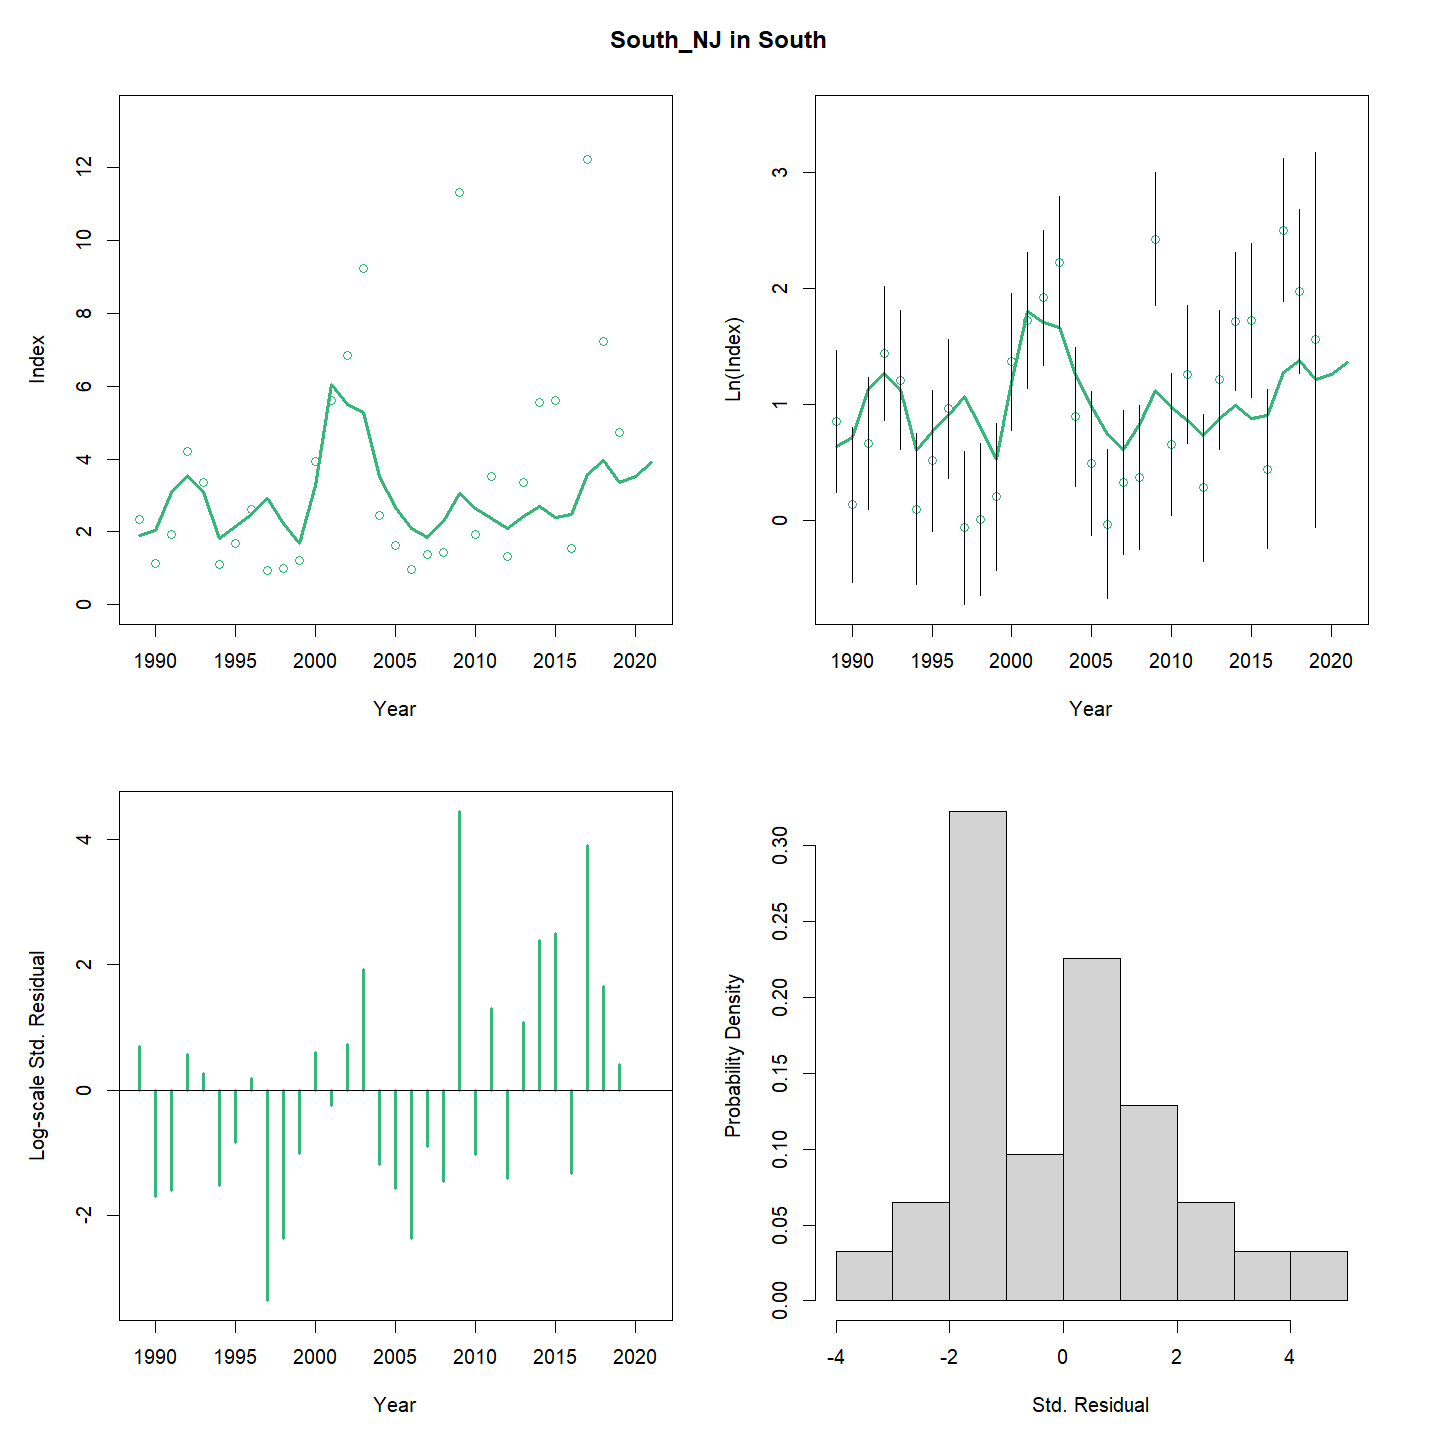 South_NJ in South
Index
0 2 4 6 8 10 12
1990 1995 2000 2005 2010 2015 2020
Year
Ln(Index)
0 1 2 3
1990 1995 2000 2005 2010 2015 2020
Year
Log-scale Std. Residual
-2 0 2 4
1990 1995 2000 2005 2010 2015 2020
Year
Probability Density
0.00 0.05 0.10 0.15 0.20 0.25 0.30
-4 -2 0 2 4
Std. Residual